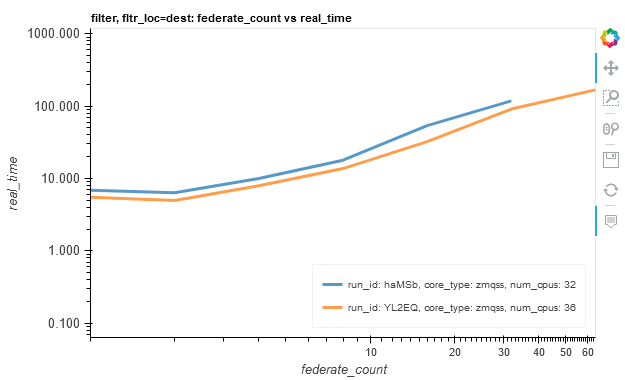 filter, fltr_loc=dest: federate_count vs real_time
1000.000
100.000
10.000
1.000
0.100
real_time
run_id: haMSb, core_type: zmqss, num_cpus: 32
run_id: YL2EQ, core_type: zmqss, num_cpus: 36
10
20
30
40
50
60
federate_count